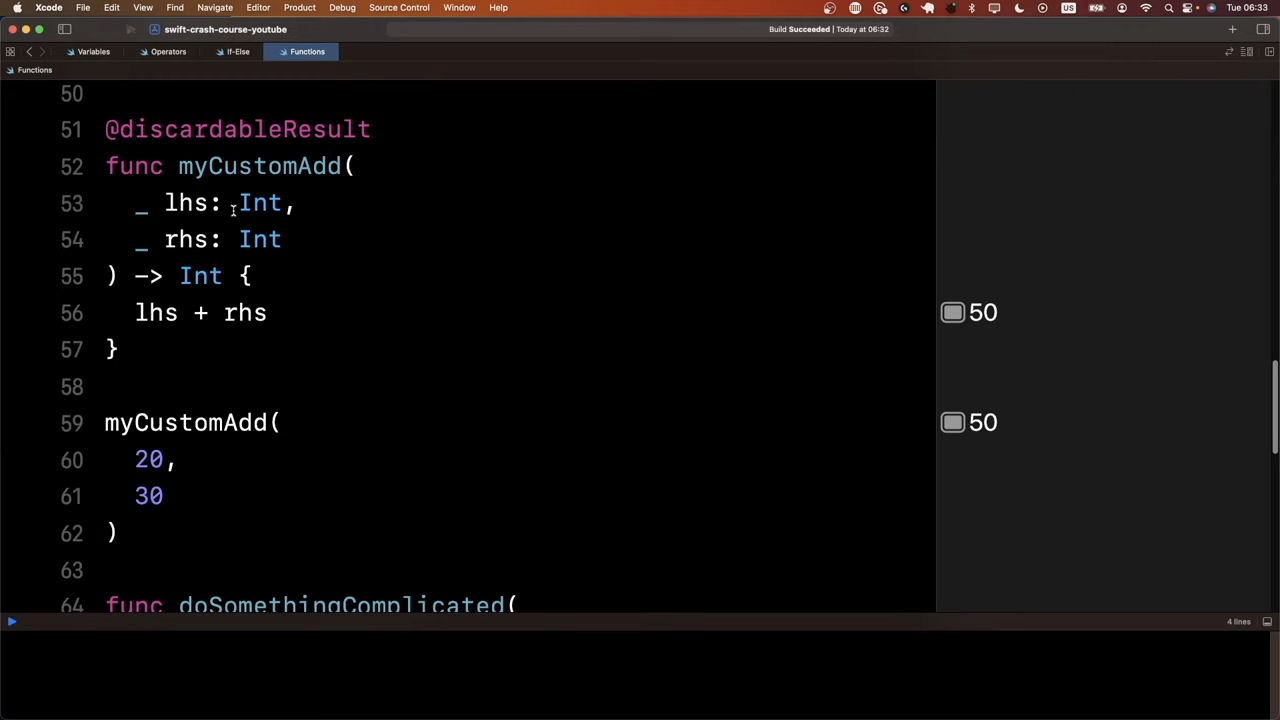 Xcode File Edit View Find Navigate Editor Product Debug Source Control Window Help US Tue 06:33
swift-crash-course-youtube Build Succeeded | Today at 06:32
Variables Operators If-Else Functions
Functions
50
51 @discardableResult
52 func myCustomAdd(
53 _ lhs: Int,
54 _ rhs: Int
55 ) -> Int {
56 lhs + rhs 50
57 }
58
59 myCustomAdd( 50
60 20,
61 30
62 )
63
64 func doSomethingComplicated(
4 lines